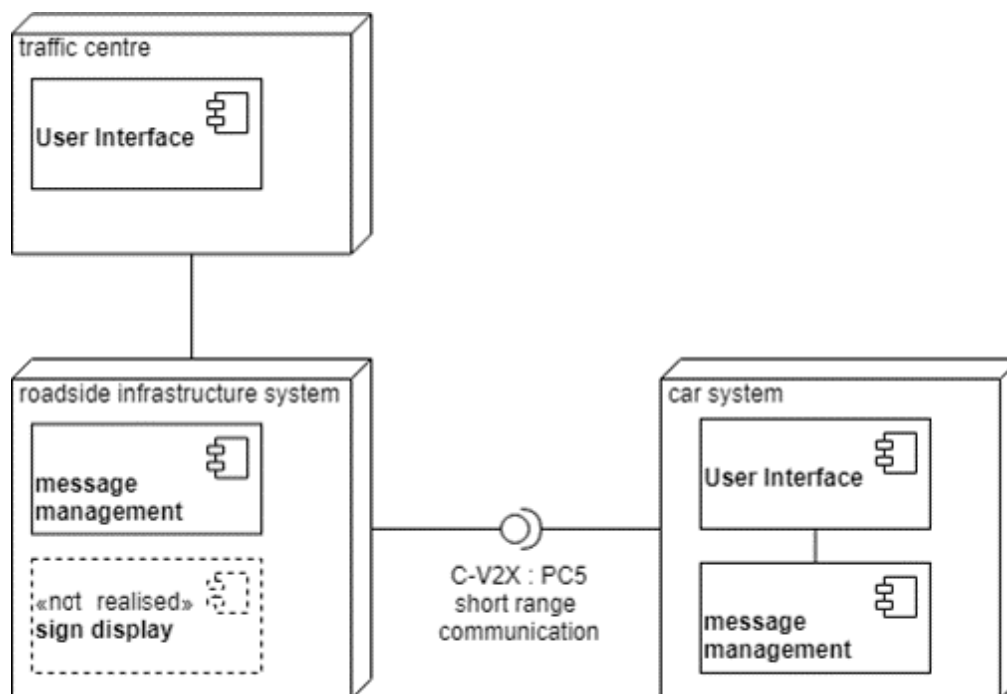 traffic centre
User Interface
roadside infrastructure system
message
management
«not realised»
sign display
C-V2X : PC5
short range
communication
car system
User Interface
message
management